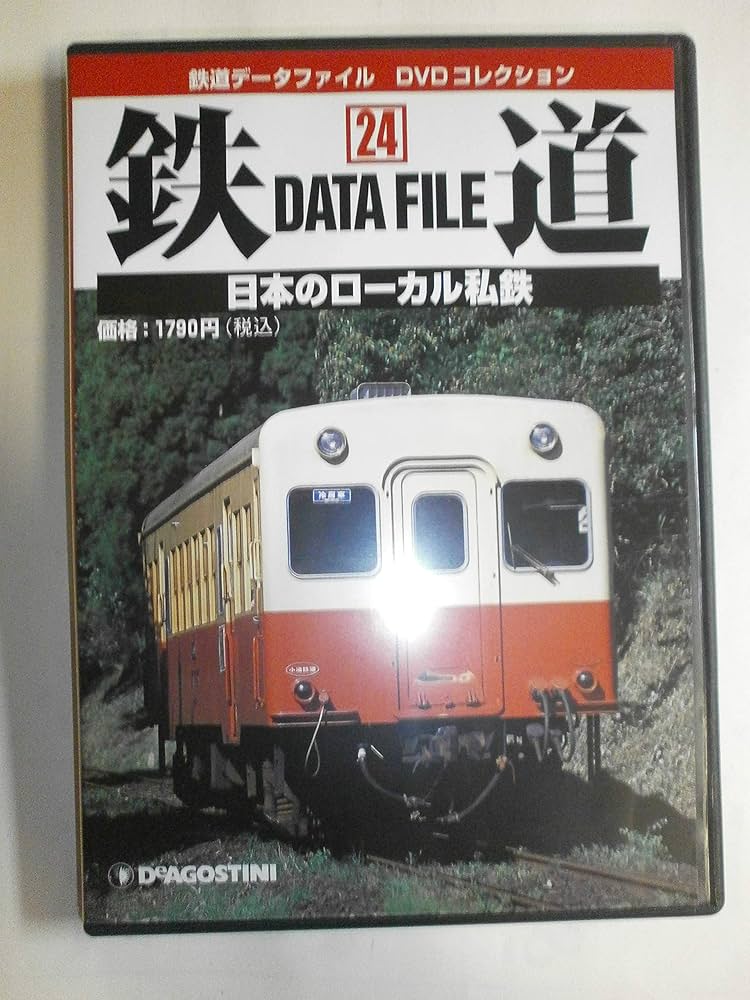 鉄道データファイル DVDコレクション
24
鉄 DATA FILE 道
日本のローカル私鉄
価格：1790円（税込）
冷房車
小湊鉄道
DeAGOSTINI